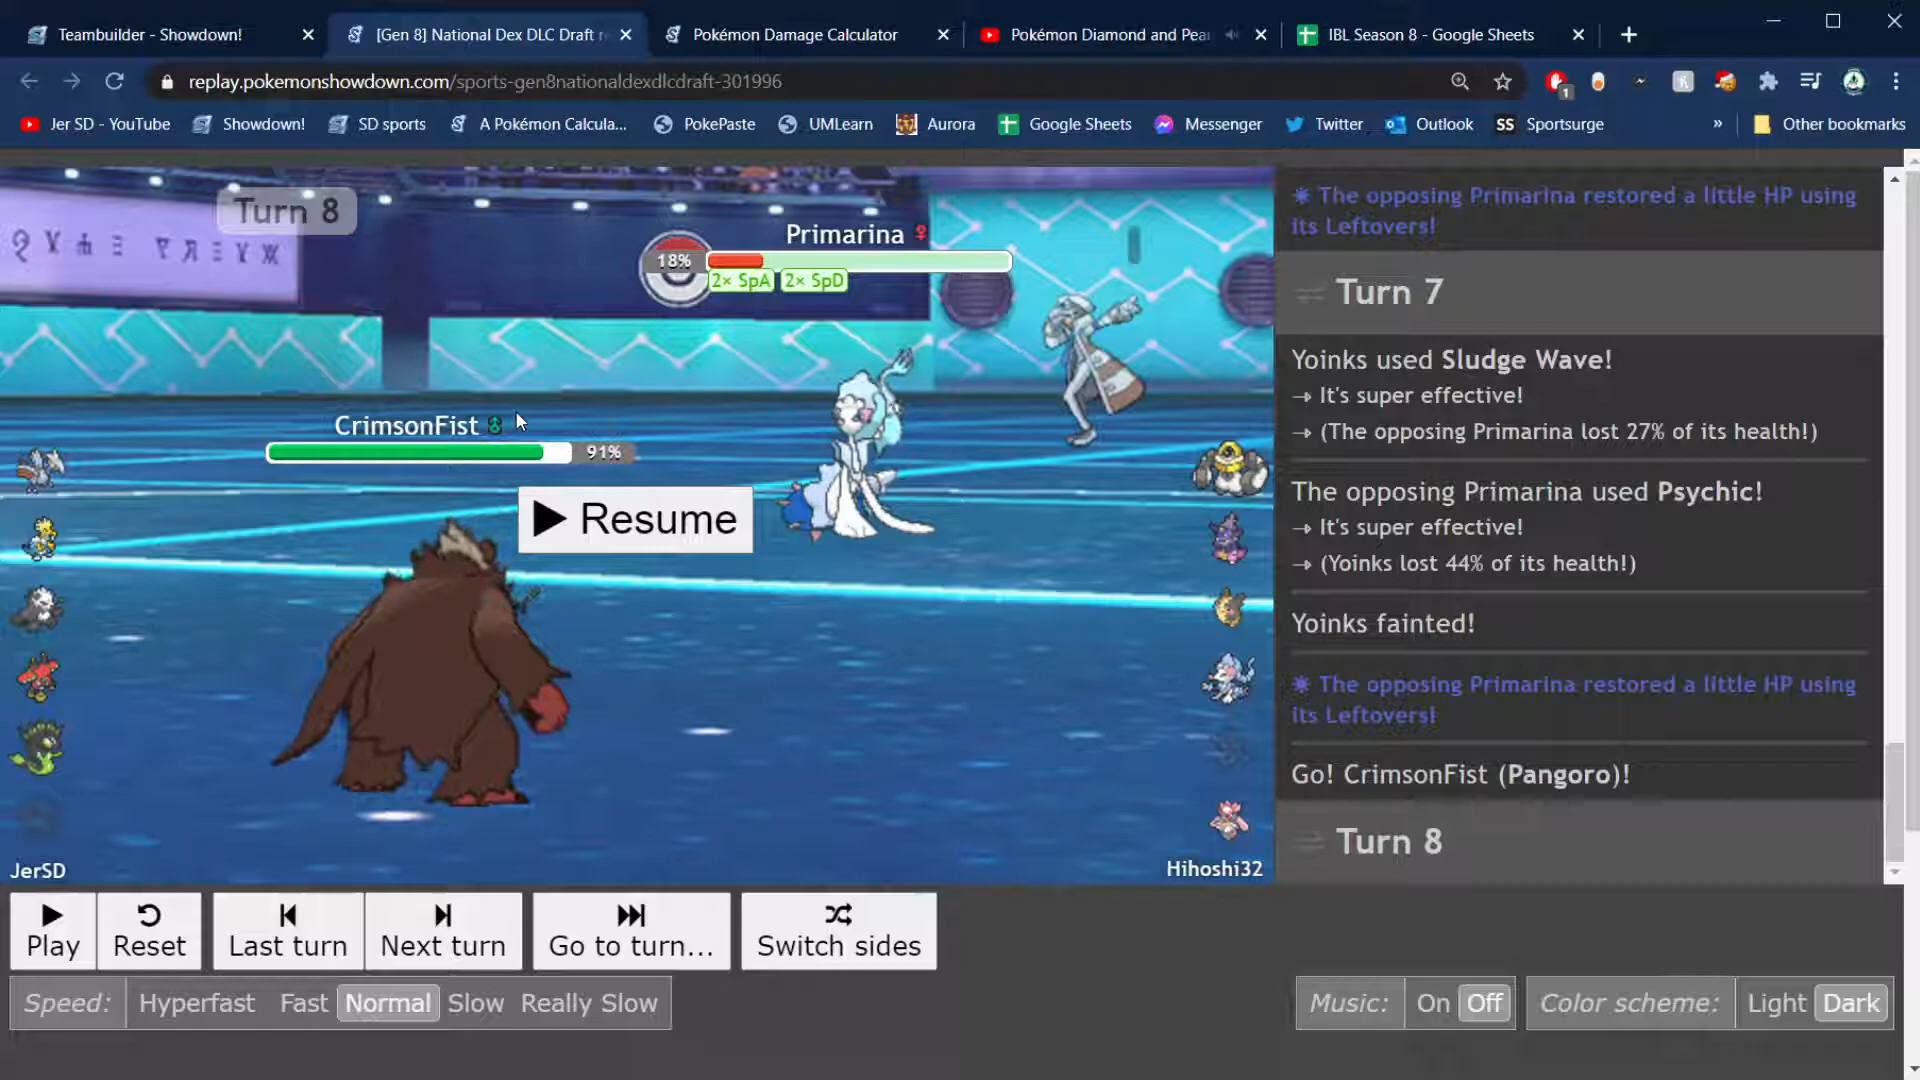 Teambuilder - Showdown!
[Gen 8] National Dex DLC Draft r
Pokémon Damage Calculator
Pokémon Diamond and Pea
IBL Season 8 - Google Sheets
replay.pokemonshowdown.com/sports-gen8nationaldexdlcdraft-301996
1
Jer SD - YouTube
Showdown!
SD sports
A Pokémon Calcula...
PokePaste
UMLearn
Aurora
Google Sheets
Messenger
Twitter
Outlook
SS Sportsurge
»
Other bookmarks
Turn 8
Primarina ♀
18%
2× SpA 2× SpD
CrimsonFist ♂
91%
Resume
JerSD
Hihoshi32
The opposing Primarina restored a little HP using
its Leftovers!
Turn 7
Yoinks used Sludge Wave!
→ It's super effective!
→ (The opposing Primarina lost 27% of its health!)
The opposing Primarina used Psychic!
→ It's super effective!
→ (Yoinks lost 44% of its health!)
Yoinks fainted!
The opposing Primarina restored a little HP using
its Leftovers!
Go! CrimsonFist (Pangoro)!
Turn 8
Play
Reset
Last turn
Next turn
Go to turn...
Switch sides
Speed: Hyperfast Fast Normal Slow Really Slow
Music: On Off
Color scheme: Light Dark